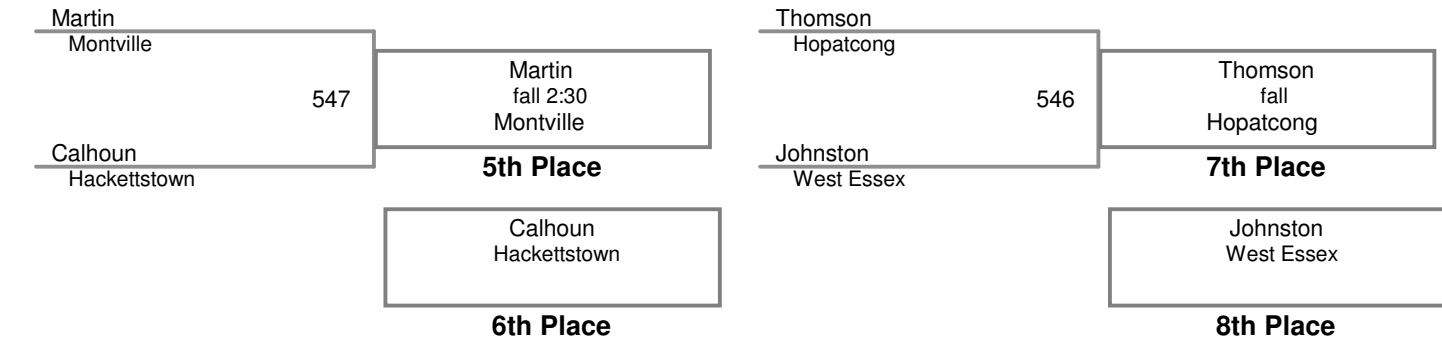 Martin
Montville
547
Calhoun
Hackettstown
Martin
fall 2:30
Montville
5th Place
Calhoun
Hackettstown
6th Place
Thomson
Hopatcong
546
Johnston
West Essex
Thomson
fall
Hopatcong
7th Place
Johnston
West Essex
8th Place